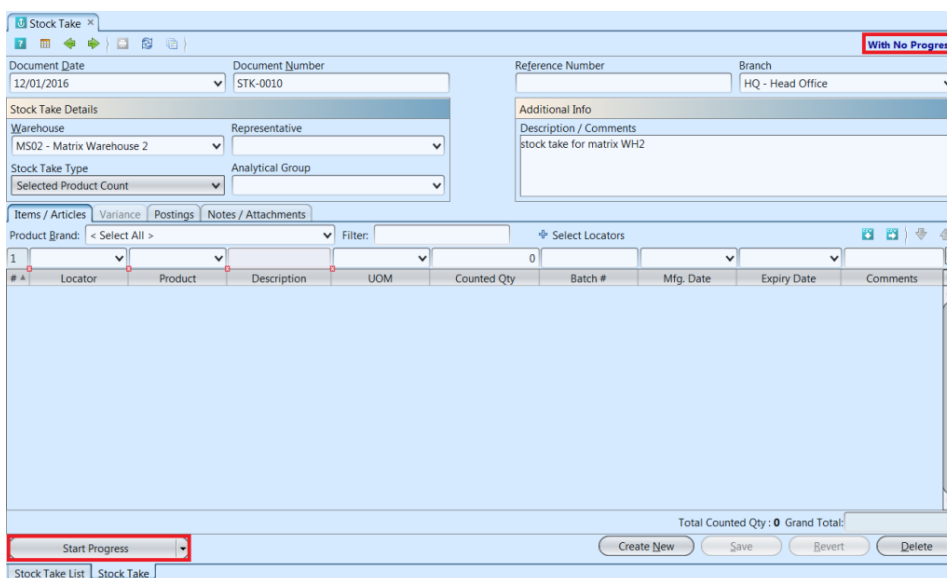 Stock Take ×
With No Progres
Document Date Document Number Reference Number Branch
12/01/2016 STK-0010 HQ - Head Office
Stock Take Details Additional Info
Warehouse Representative Description / Comments
MS02 - Matrix Warehouse 2 stock take for matrix WH2
Stock Take Type Analytical Group
Selected Product Count
Items / Articles Variance Postings Notes / Attachments
Product Brand: < Select All > Filter: Select Locators
1 0
# Locator Product Description UOM Counted Qty Batch # Mfg. Date Expiry Date Comments
Total Counted Qty : 0 Grand Total:
Start Progress Create New Save Revert Delete
Stock Take List Stock Take